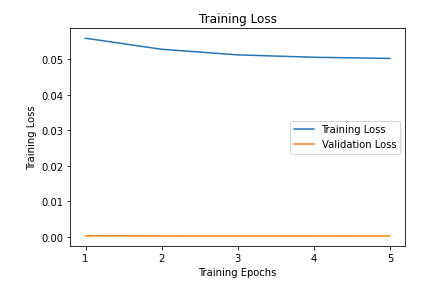 Training Loss
0.05
0.04
0.03
0.02
0.01
0.00
Training Loss
Training Loss
Validation Loss
1 2 3 4 5
Training Epochs